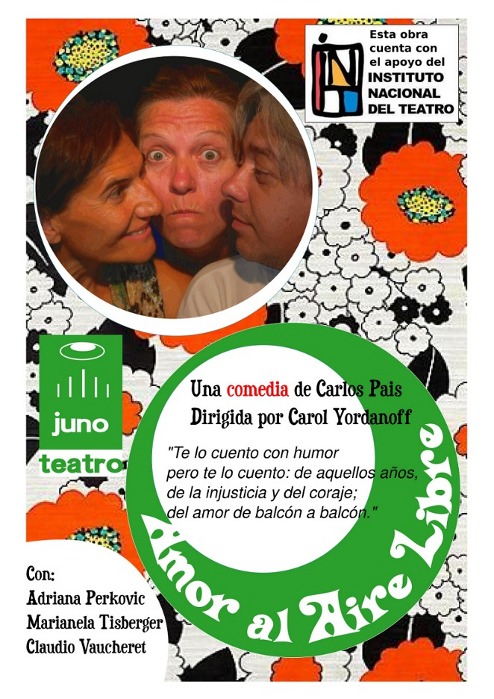 Esta obra
cuenta con
el apoyo del
INSTITUTO
NACIONAL
DEL TEATRO
Una comedia de Carlos Pais
Dirigida por Carol Yordanoff
"Te lo cuento con humor
pero te lo cuento: de aquellos años,
de la injusticia y del coraje;
del amor de balcón a balcón."
juno
teatro
Amor al Aire Libre
Con:
Adriana Perkovic
Marianela Tisberger
Claudio Vaucheret